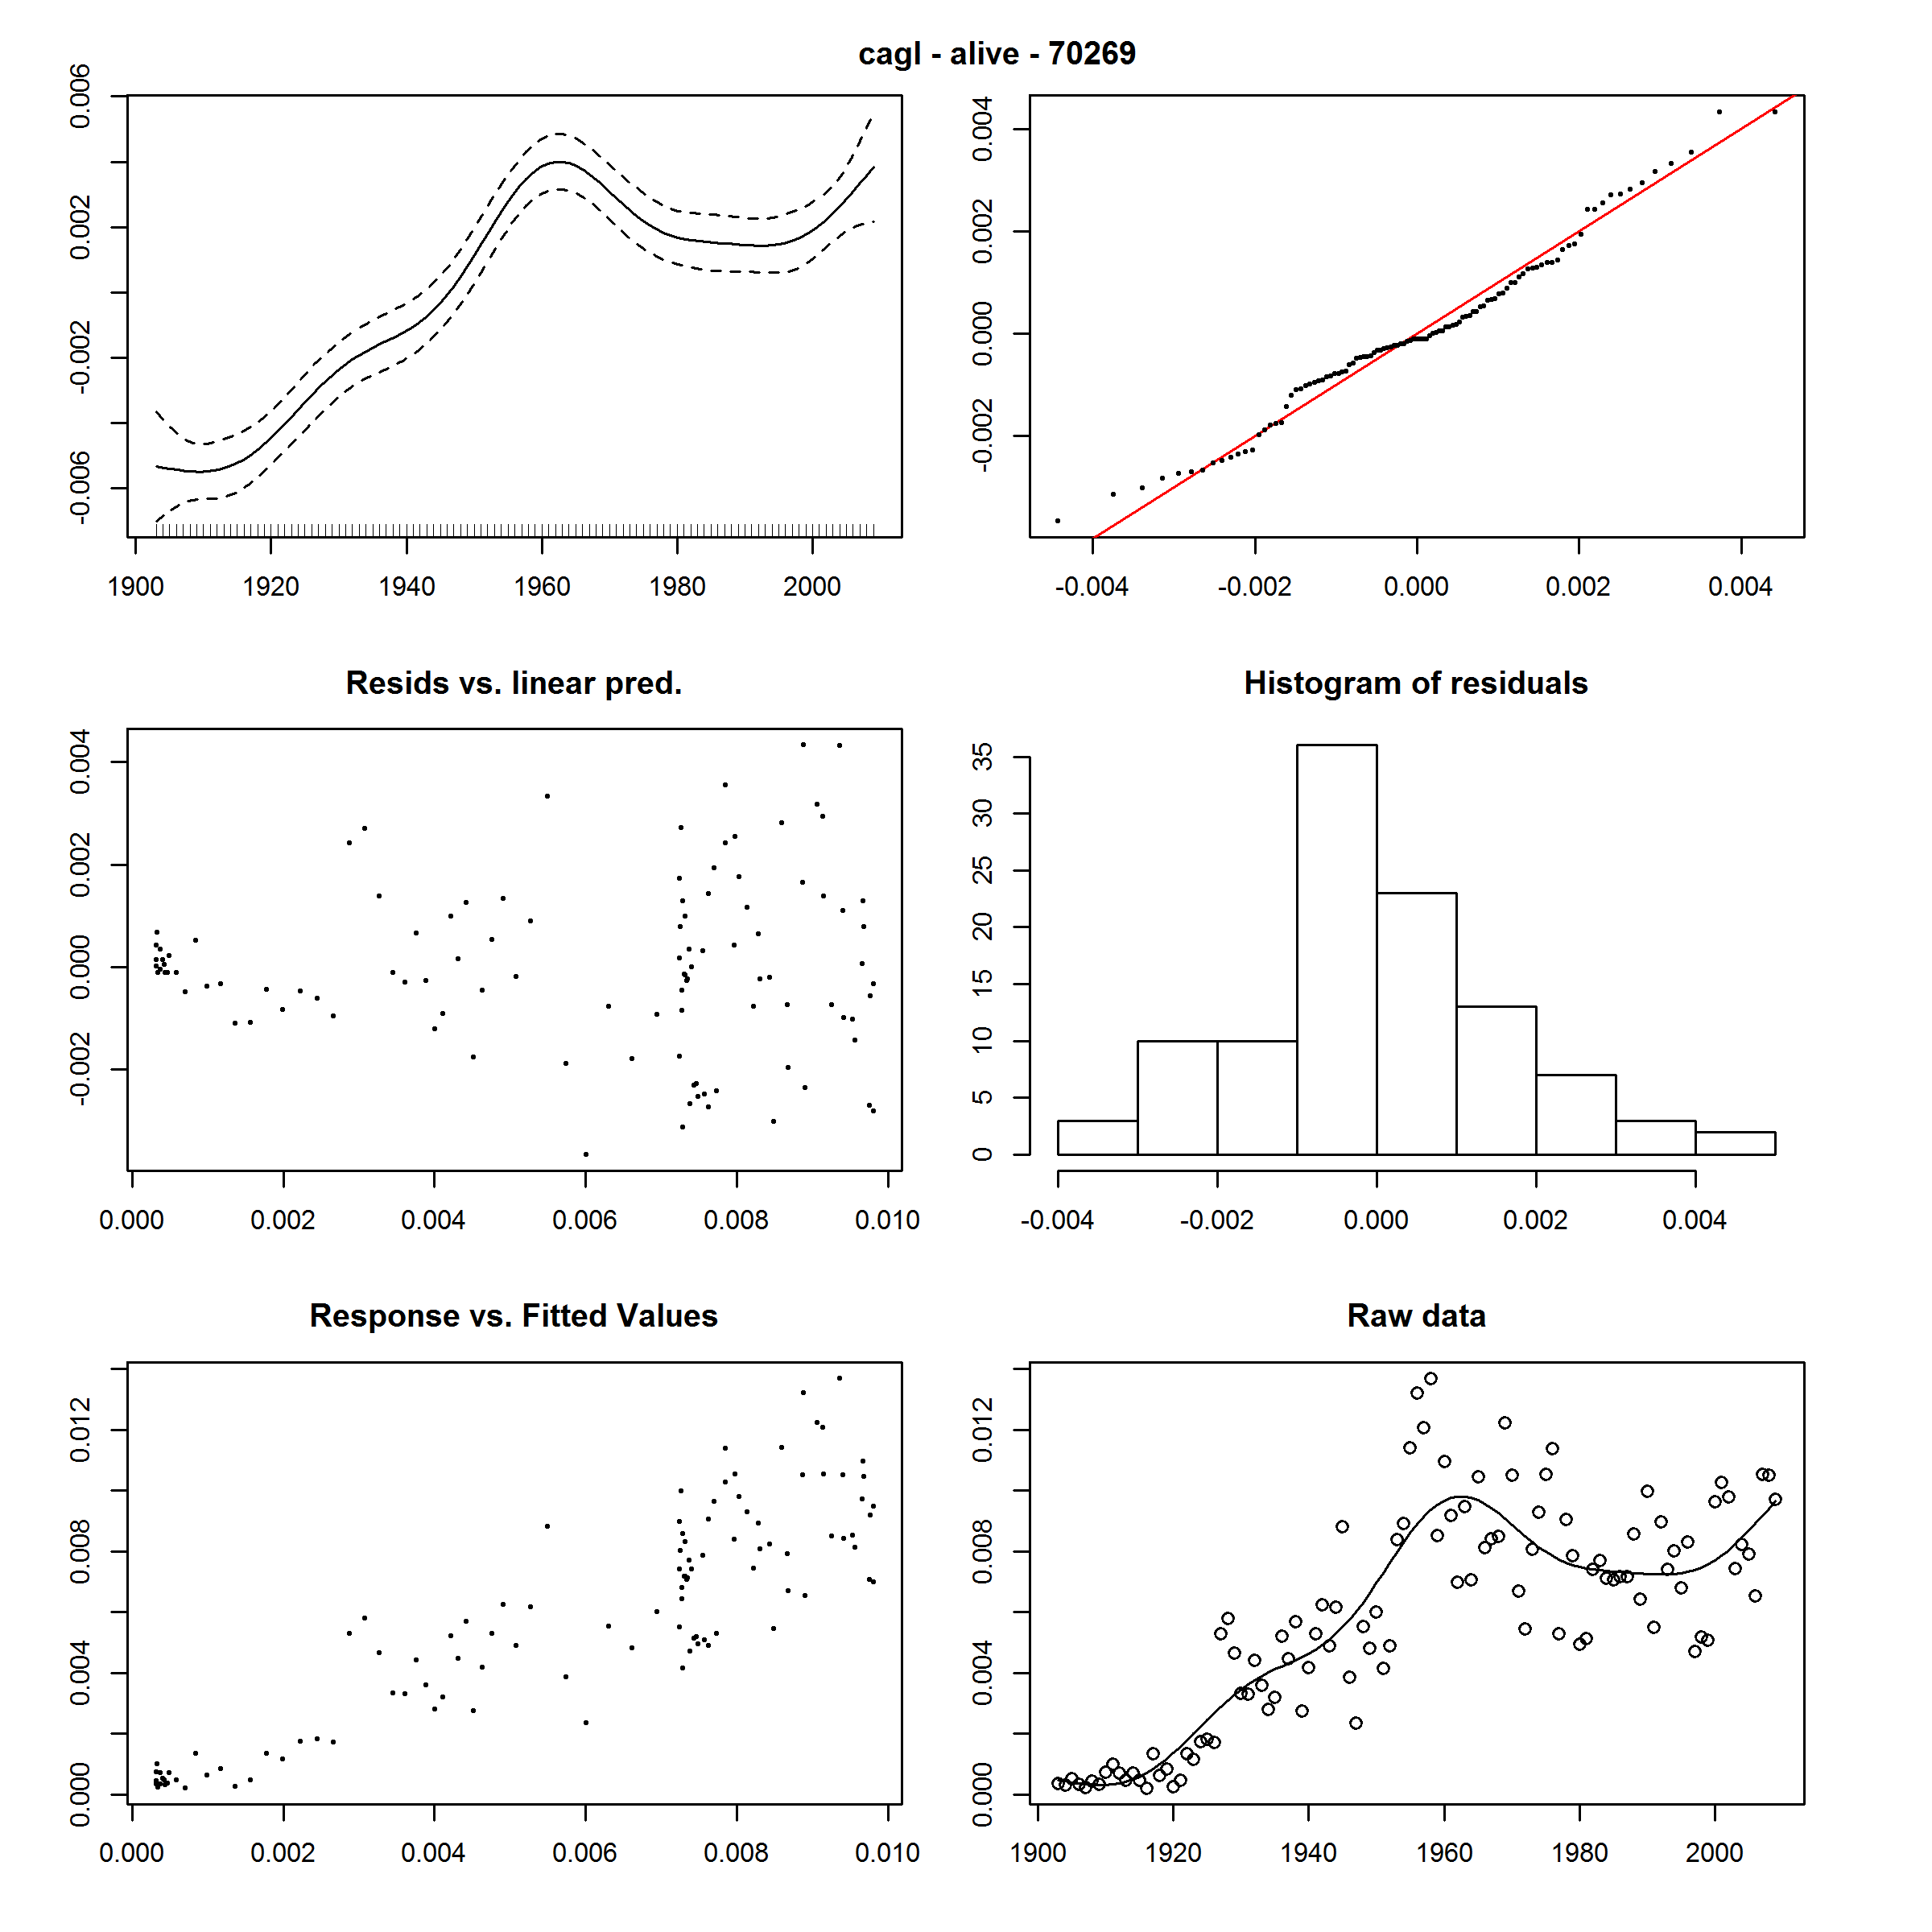 cagl - alive - 70269
0.006
0.002
-0.002
-0.006
1900 1920 1940 1960 1980 2000
0.004
0.002
0.000
-0.002
-0.004 -0.002 0.000 0.002 0.004
Resids vs. linear pred.
0.004
0.002
0.000
-0.002
0.000 0.002 0.004 0.006 0.008 0.010
Histogram of residuals
35
30
25
20
15
10
5
0
-0.004 -0.002 0.000 0.002 0.004
Response vs. Fitted Values
0.012
0.008
0.004
0.000
0.000 0.002 0.004 0.006 0.008 0.010
Raw data
0.012
0.008
0.004
0.000
1900 1920 1940 1960 1980 2000